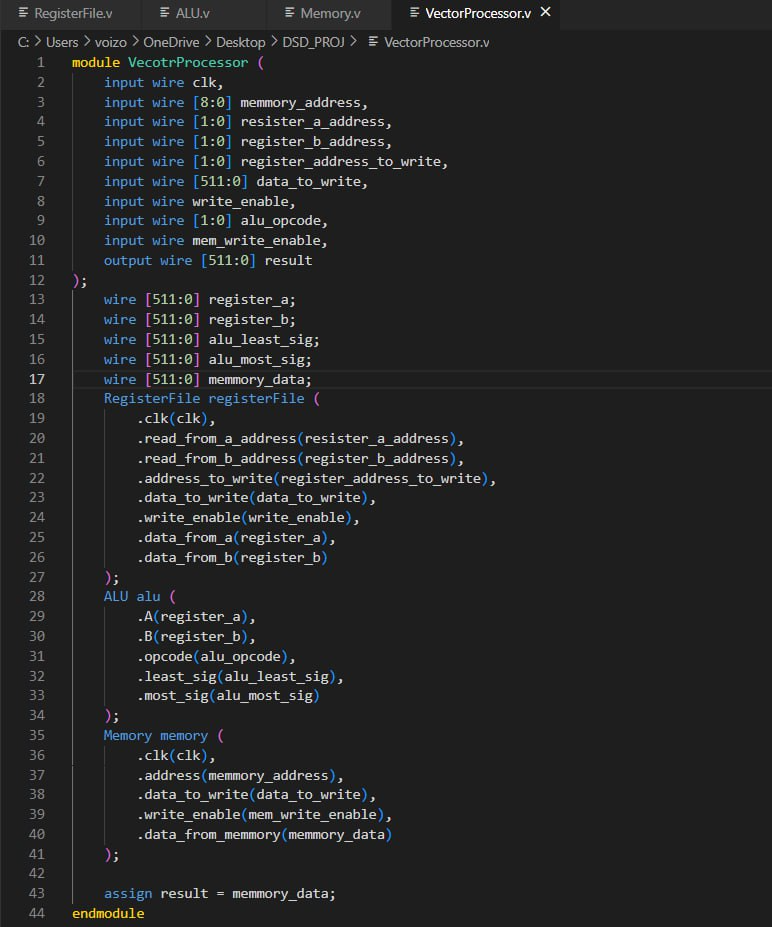 RegisterFile.v ALU.v Memory.v VectorProcessor.v
C: > Users > voizo > OneDrive > Desktop > DSD_PROJ > VectorProcessor.v
1 module VecotrProcessor (
2 input wire clk,
3 input wire [8:0] memmory_address,
4 input wire [1:0] resister_a_address,
5 input wire [1:0] register_b_address,
6 input wire [1:0] register_address_to_write,
7 input wire [511:0] data_to_write,
8 input wire write_enable,
9 input wire [1:0] alu_opcode,
10 input wire mem_write_enable,
11 output wire [511:0] result
12 );
13 wire [511:0] register_a;
14 wire [511:0] register_b;
15 wire [511:0] alu_least_sig;
16 wire [511:0] alu_most_sig;
17 wire [511:0] memmory_data;
18 RegisterFile registerFile (
19 .clk(clk),
20 .read_from_a_address(resister_a_address),
21 .read_from_b_address(register_b_address),
22 .address_to_write(register_address_to_write),
23 .data_to_write(data_to_write),
24 .write_enable(write_enable),
25 .data_from_a(register_a),
26 .data_from_b(register_b)
27 );
28 ALU alu (
29 .A(register_a),
30 .B(register_b),
31 .opcode(alu_opcode),
32 .least_sig(alu_least_sig),
33 .most_sig(alu_most_sig)
34 );
35 Memory memory (
36 .clk(clk),
37 .address(memmory_address),
38 .data_to_write(data_to_write),
39 .write_enable(mem_write_enable),
40 .data_from_memmory(memmory_data)
41 );
42
43 assign result = memmory_data;
44 endmodule